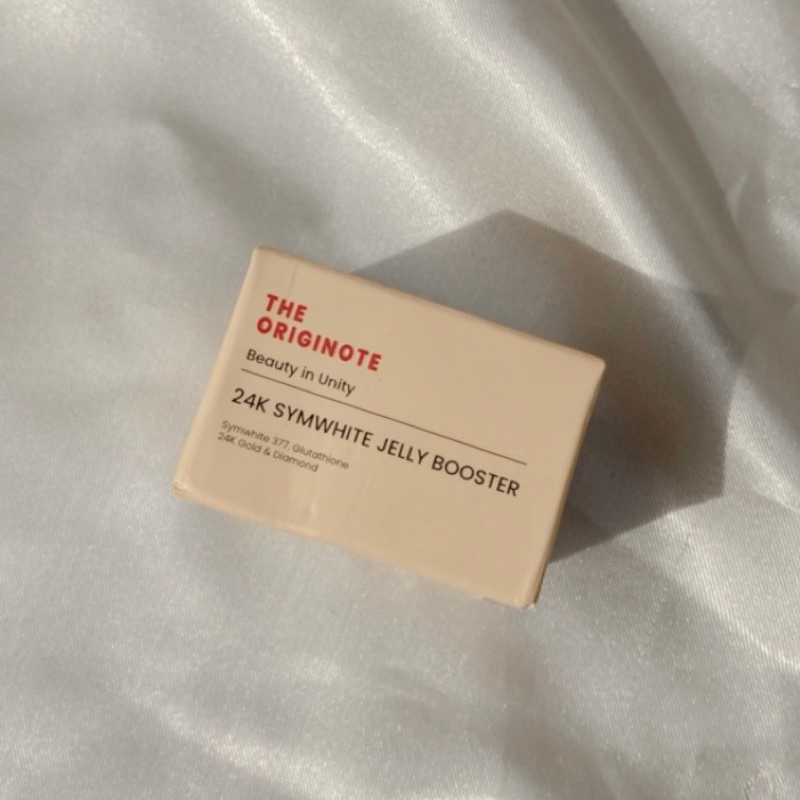 THE
ORIGINOTE
Beauty in Unity
24K SYMWHITE JELLY BOOSTER
Symwhite 377, Glutathione
24K Gold & Diamond